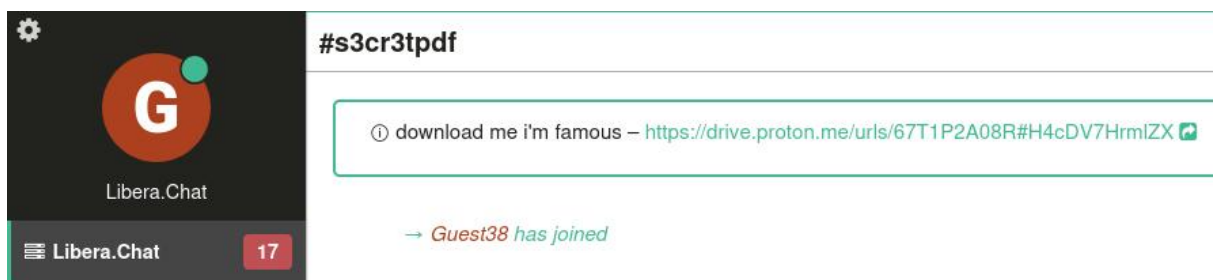 #s3cr3tpdf
G
download me i'm famous – https://drive.proton.me/urls/67T1P2A08R#H4cDV7HrmlZX
Libera.Chat
→ Guest38 has joined
Libera.Chat 17